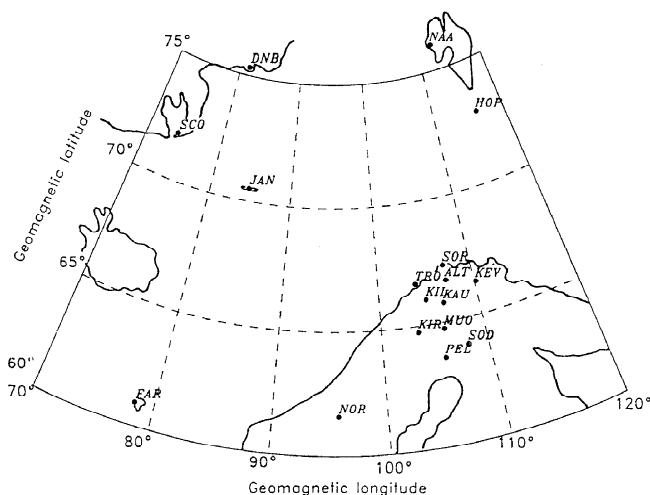 75°
DNB
NAA
HOP
SCO
70°
JAN
Geomagnetic latitude
65°
SOR
TRO
ALT
KEV
KIL
KAU
KIR
MUO
SOD
PEL
60°
70°
FAR
NOR
120°
80°
90°
100°
110°
Geomagnetic longitude